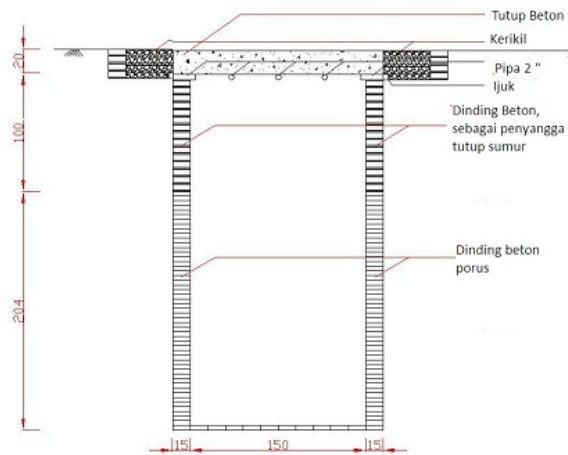 Tutup Beton
Kerikil
Pipa 2 "
Ijuk
Dinding Beton,
sebagai penyangga
tutup sumur
Dinding beton
porus
20
100
204
15
150
15